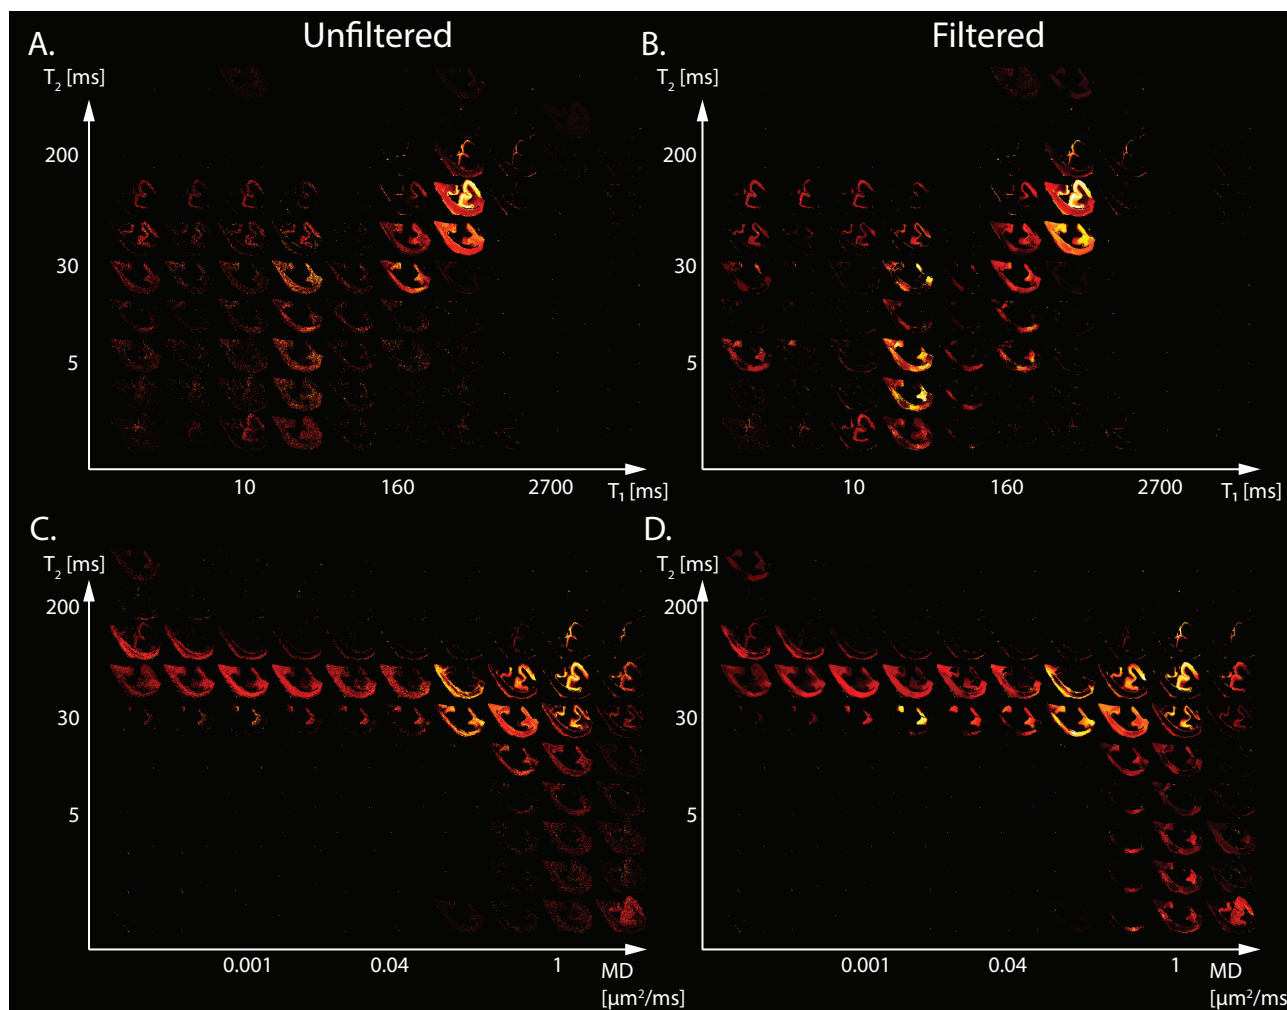 Unfiltered
Filtered
A.
B.
T₂ [ms]
T₂ [ms]
200
200
30
30
5
5
10 160 2700 T₁ [ms]
10 160 2700 T₁ [ms]
C.
D.
T₂ [ms]
T₂ [ms]
200
200
30
30
5
5
0.001 0.04 1 MD
[µm²/ms]
0.001 0.04 1 MD
[µm²/ms]